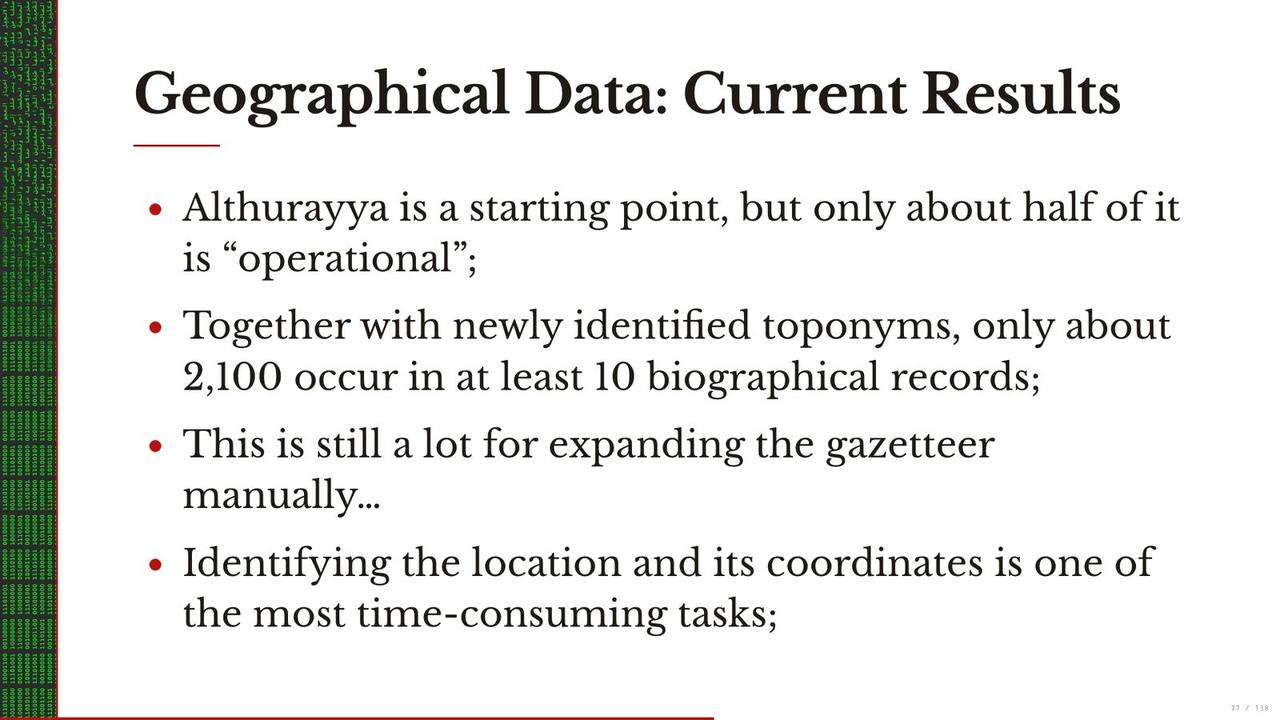 Geographical Data: Current Results
• Althurayya is a starting point, but only about half of it
is “operational”;
• Together with newly identified toponyms, only about
2,100 occur in at least 10 biographical records;
• This is still a lot for expanding the gazetteer
manually…
• Identifying the location and its coordinates is one of
the most time-consuming tasks;
77 / 138